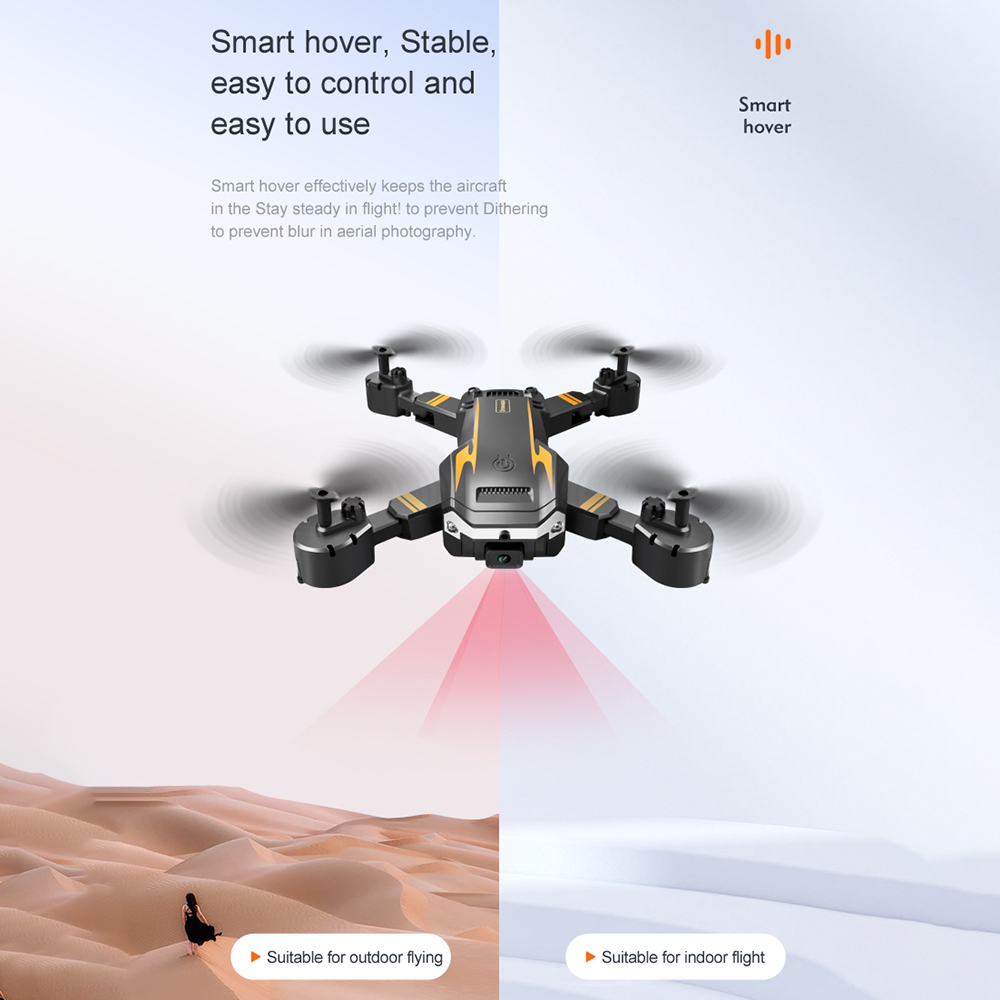 Smart hover, Stable,
easy to control and
easy to use
Smart hover effectively keeps the aircraft
in the Stay steady in flight! to prevent Dithering
to prevent blur in aerial photography.
Smart
hover
Suitable for outdoor flying
Suitable for indoor flight